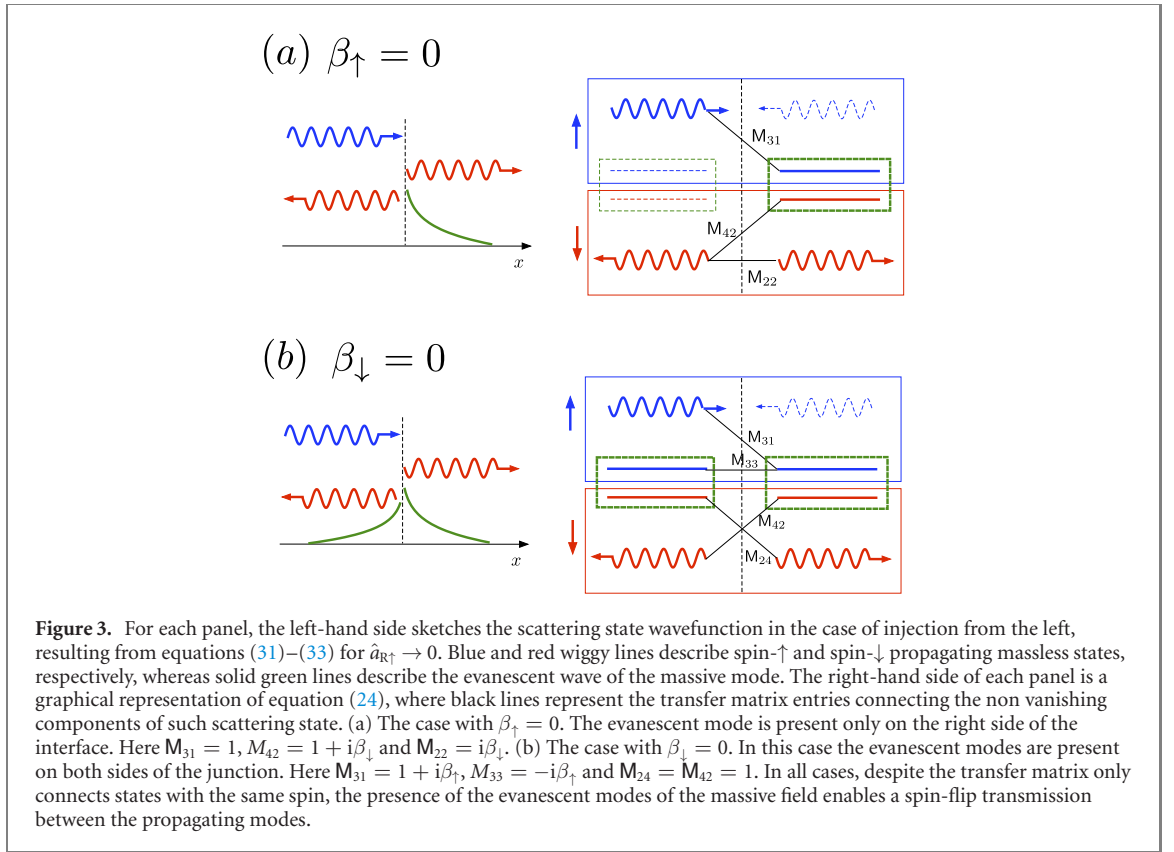 (a) β↑ = 0
M31
M42
M22
x
(b) β↓ = 0
M31
M33
M42
M24
x
Figure 3. For each panel, the left-hand side sketches the scattering state wavefunction in the case of injection from the left,
resulting from equations (31)–(33) for âR↑ → 0. Blue and red wiggy lines describe spin-↑ and spin-↓ propagating massless states,
respectively, whereas solid green lines describe the evanescent wave of the massive mode. The right-hand side of each panel is a
graphical representation of equation (24), where black lines represent the transfer matrix entries connecting the non vanishing
components of such scattering state. (a) The case with β↑ = 0. The evanescent mode is present only on the right side of the
interface. Here M31 = 1, M42 = 1 + iβ↓ and M22 = iβ↓. (b) The case with β↓ = 0. In this case the evanescent modes are present
on both sides of the junction. Here M31 = 1 + iβ↑, M33 = −iβ↑ and M24 = M42 = 1. In all cases, despite the transfer matrix only
connects states with the same spin, the presence of the evanescent modes of the massive field enables a spin-flip transmission
between the propagating modes.